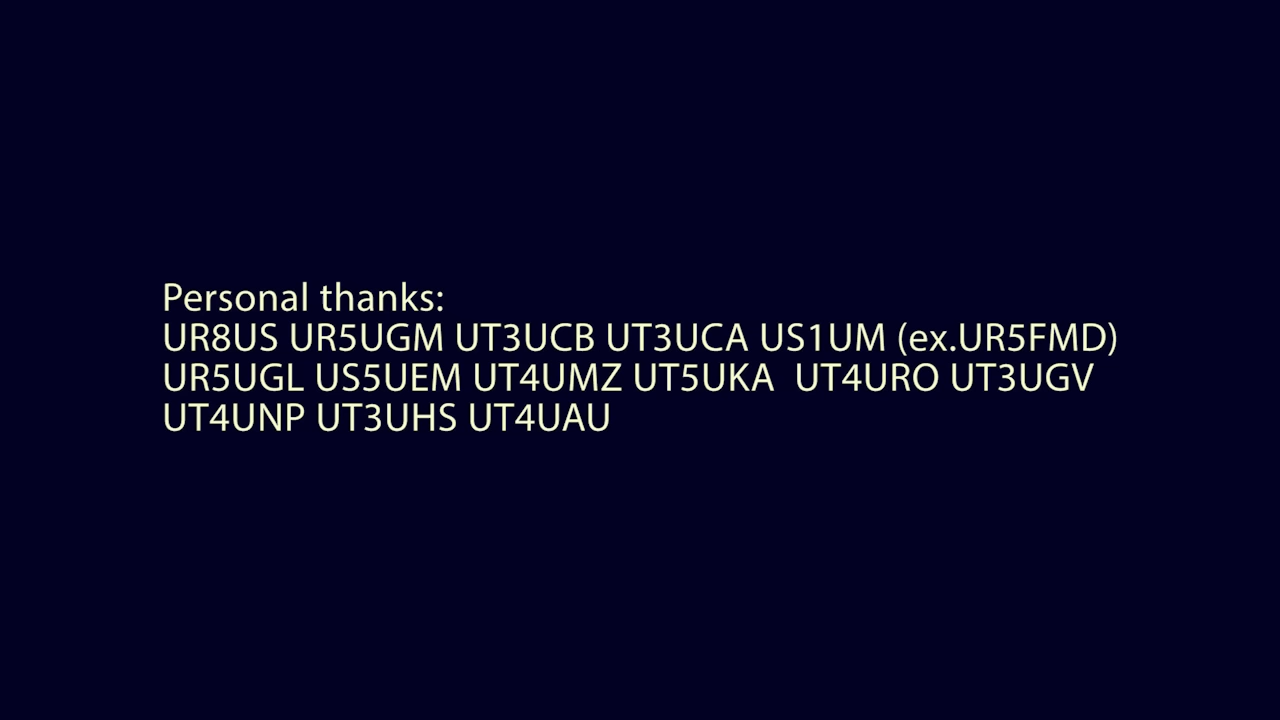 Personal thanks:
UR8US UR5UGM UT3UCB UT3UCA US1UM (ex.UR5FMD)
UR5UGL US5UEM UT4UMZ UT5UKA  UT4URO UT3UGV
UT4UNP UT3UHS UT4UAU